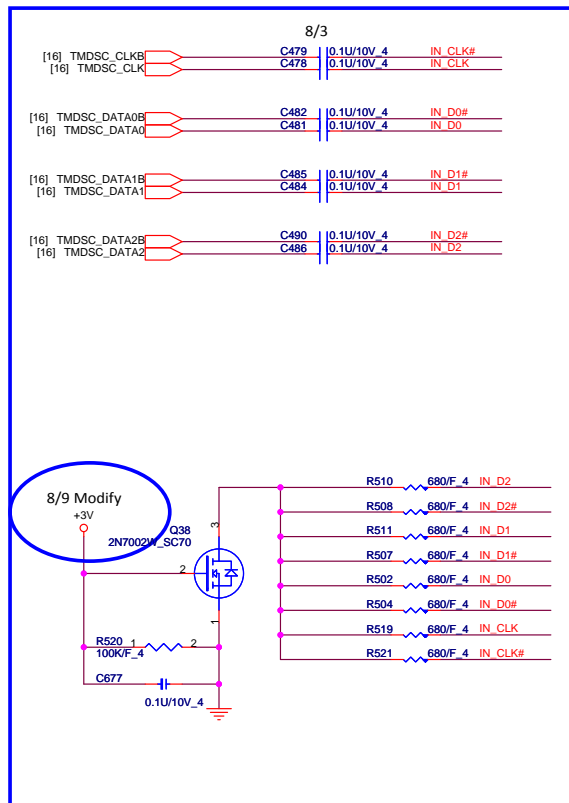 8/3
[16] TMDSC_CLKB C479 0.1U/10V_4 IN_CLK#
[16] TMDSC_CLK C478 0.1U/10V_4 IN_CLK
[16] TMDSC_DATA0B C482 0.1U/10V_4 IN_D0#
[16] TMDSC_DATA0 C481 0.1U/10V_4 IN_D0
[16] TMDSC_DATA1B C485 0.1U/10V_4 IN_D1#
[16] TMDSC_DATA1 C484 0.1U/10V_4 IN_D1
[16] TMDSC_DATA2B C490 0.1U/10V_4 IN_D2#
[16] TMDSC_DATA2 C486 0.1U/10V_4 IN_D2
8/9 Modify
+3V
Q38
2N7002W_SC70
3
2
1
R510 680/F_4 IN_D2
R508 680/F_4 IN_D2#
R511 680/F_4 IN_D1
R507 680/F_4 IN_D1#
R502 680/F_4 IN_D0
R504 680/F_4 IN_D0#
R519 680/F_4 IN_CLK
R521 680/F_4 IN_CLK#
R520 1 2
100K/F_4
C677
0.1U/10V_4